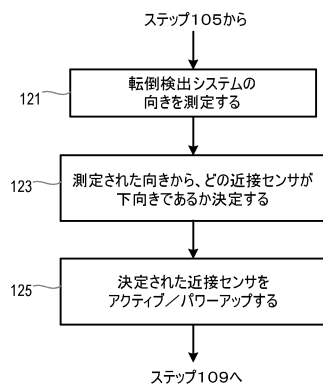 ステップ105から
121
転倒検出システムの
向きを測定する
123
測定された向きから、どの近接センサが
下向きであるか決定する
125
決定された近接センサを
アクティブ/パワーアップする
ステップ109へ